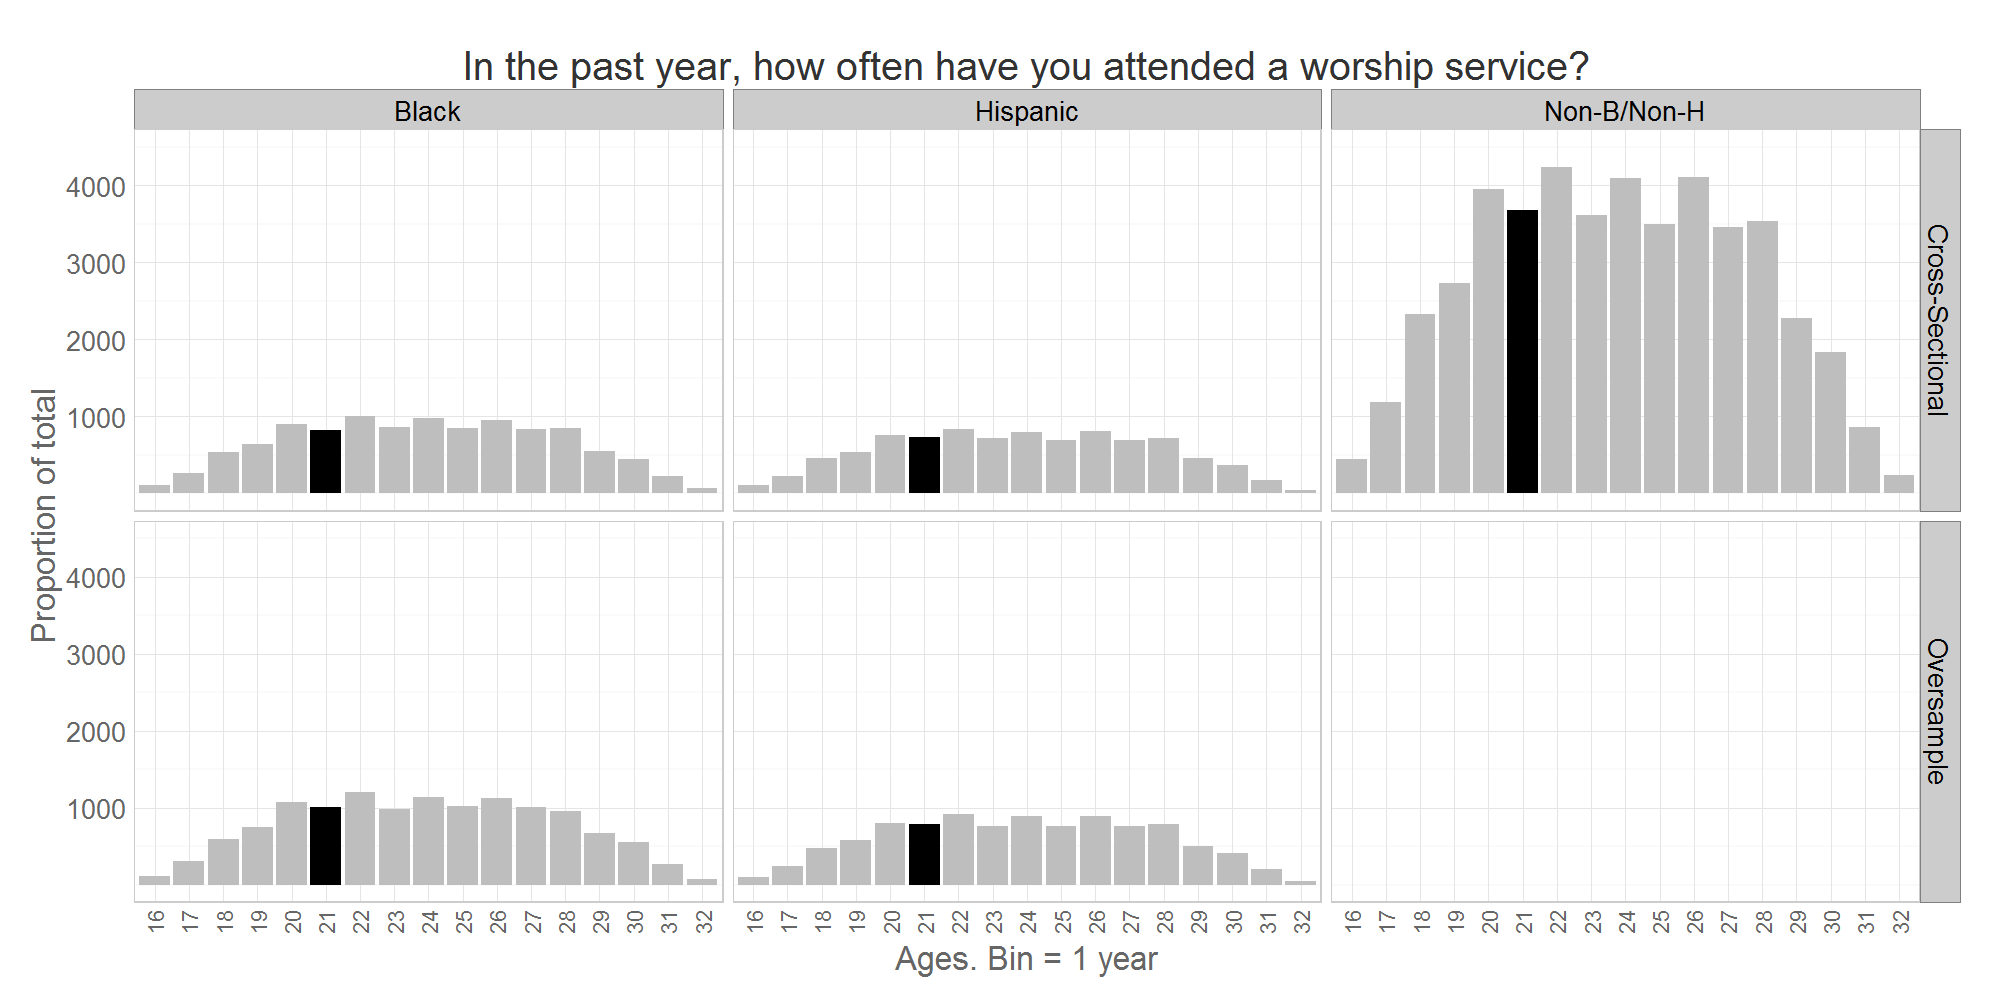 In the past year, how often have you attended a worship service?
Black
Hispanic
Non-B/Non-H
Proportion of total
4000
3000
2000
1000
Cross-Sectional
4000
3000
2000
1000
Oversample
16 17 18 19 20 21 22 23 24 25 26 27 28 29 30 31 32
16 17 18 19 20 21 22 23 24 25 26 27 28 29 30 31 32
16 17 18 19 20 21 22 23 24 25 26 27 28 29 30 31 32
Ages. Bin = 1 year